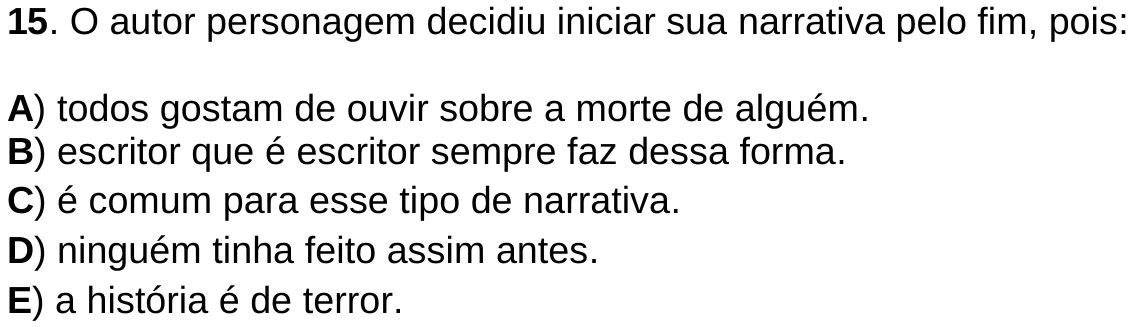 15. O autor personagem decidiu iniciar sua narrativa pelo fim, pois:
A) todos gostam de ouvir sobre a morte de alguém.
B) escritor que é escritor sempre faz dessa forma.
C) é comum para esse tipo de narrativa.
D) ninguém tinha feito assim antes.
E) a história é de terror.